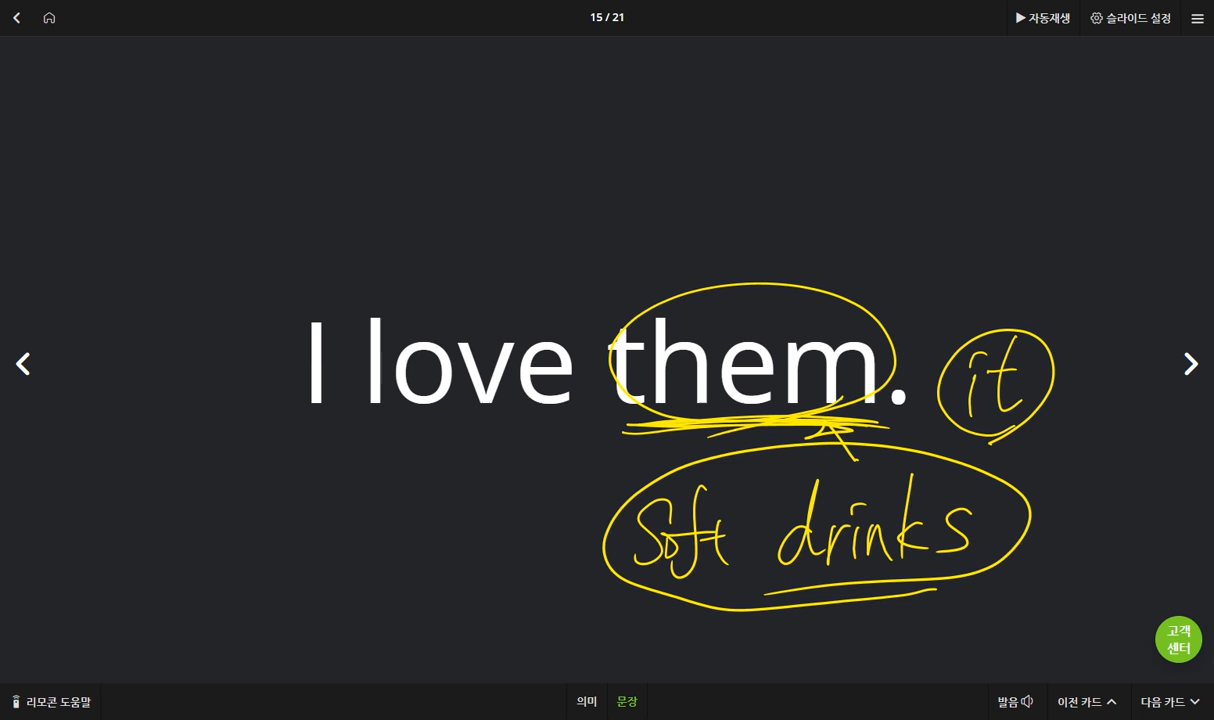 15 / 21
자동재생
슬라이드 설정
I love them.
it
Soft drinks
고객
센터
리모콘 도움말
의미
문장
발음
이전 카드
다음 카드